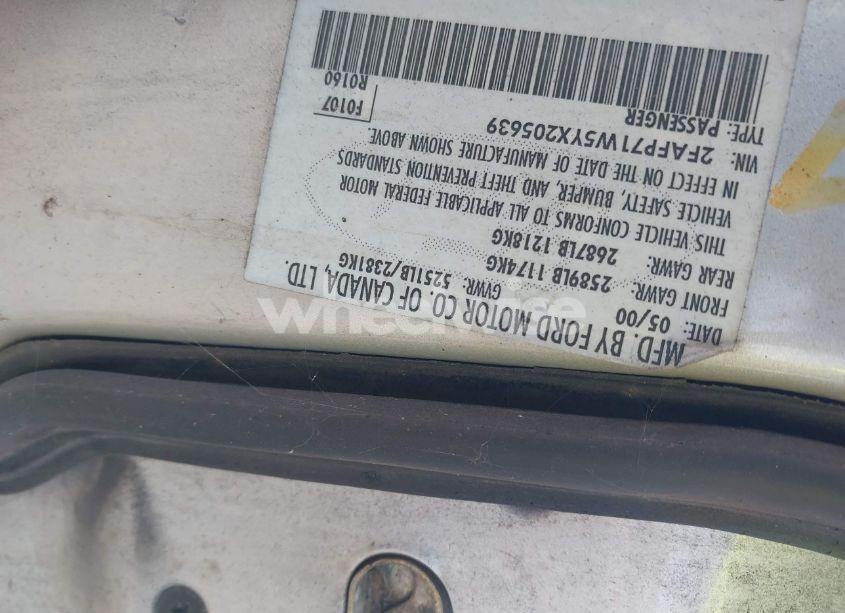 MFD. BY FORD MOTOR CO. OF CANADA, LTD.
DATE: 05/00
GVWR: 5251LB/2381KG
FRONT GAWR: 2589LB 1174KG
REAR GAWR: 2687LB 1218KG
THIS VEHICLE CONFORMS TO ALL APPLICABLE FEDERAL MOTOR
VEHICLE SAFETY, BUMPER, AND THEFT PREVENTION STANDARDS
IN EFFECT ON THE DATE OF MANUFACTURE SHOWN ABOVE.
VIN: 2FAFP71W5YX205639
TYPE: PASSENGER
F0107
R0160